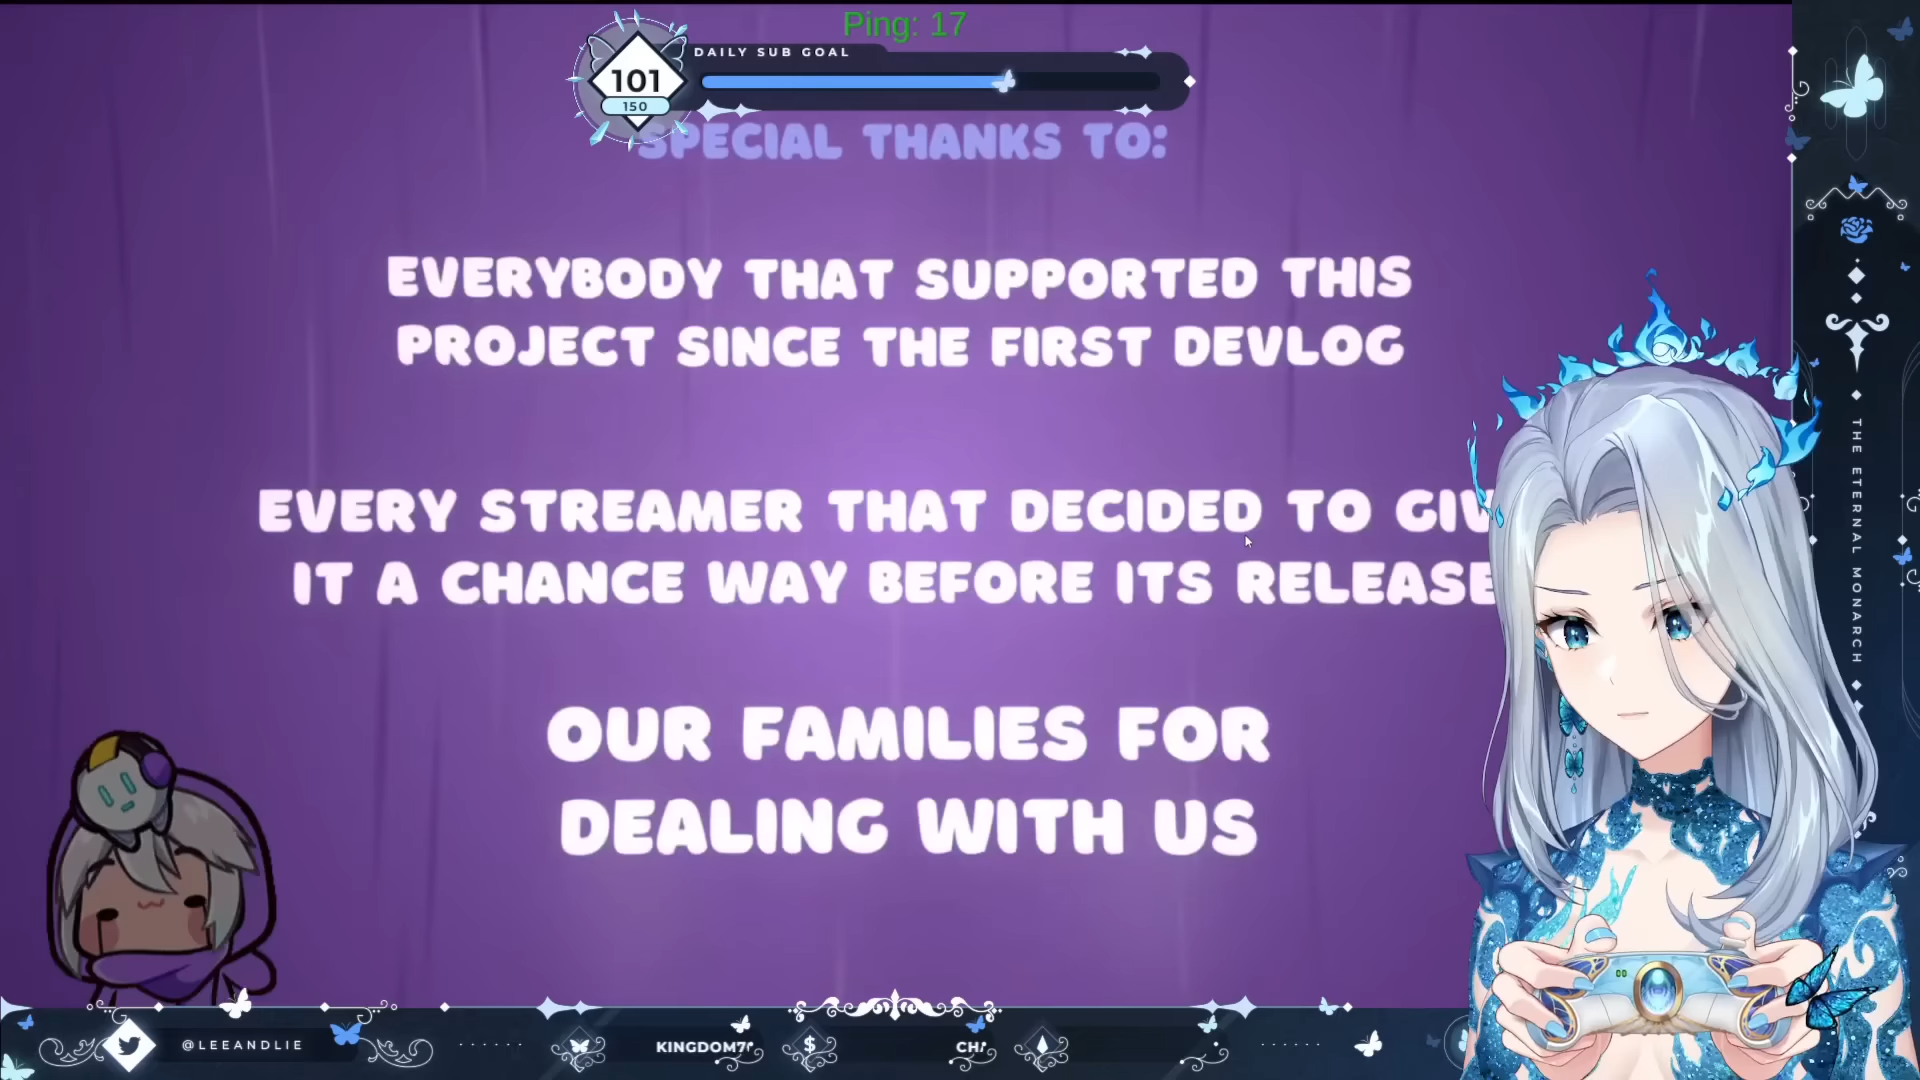 Ping: 17
DAILY SUB GOAL
101
150
SPECIAL THANKS TO:
EVERYBODY THAT SUPPORTED THIS
PROJECT SINCE THE FIRST DEVLOG
EVERY STREAMER THAT DECIDED TO GIV
IT A CHANCE WAY BEFORE ITS RELEASE
OUR FAMILIES FOR
DEALING WITH US
THE ETERNAL MONARCH
@LEEANDLIE
$